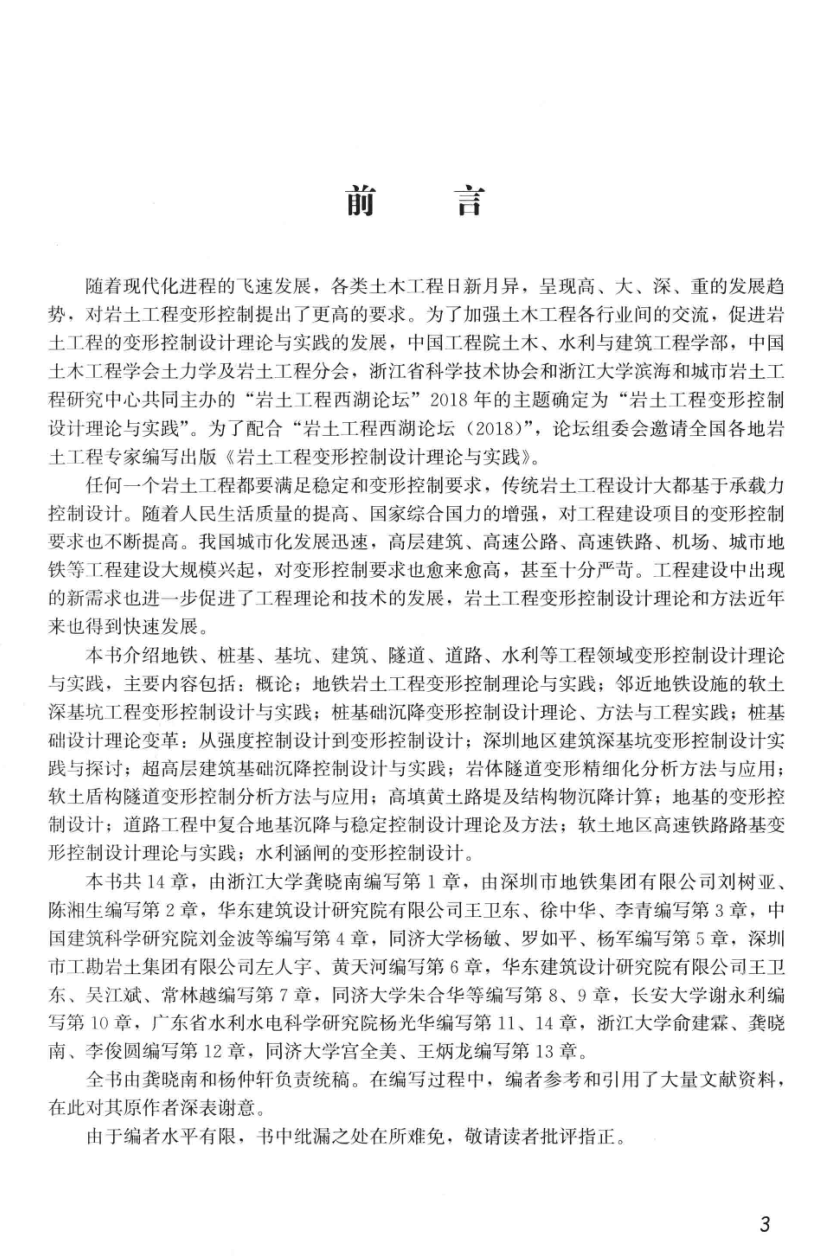 前 言
随着现代化进程的飞速发展，各类土木工程日新月异，呈现高、大、深、重的发展趋
势，对岩土工程变形控制提出了更高的要求。为了加强土木工程各行业间的交流，促进岩
土工程的变形控制设计理论与实践的发展，中国工程院土木、水利与建筑工程学部，中国
土木工程学会土力学及岩土工程分会，浙江省科学技术协会和浙江大学滨海和城市岩土工
程研究中心共同主办的“岩土工程西湖论坛”2018 年的主题确定为“岩土工程变形控制
设计理论与实践”。为了配合“岩土工程西湖论坛（2018）”，论坛组委会邀请全国各地岩
土工程专家编写出版《岩土工程变形控制设计理论与实践》。
任何一个岩土工程都要满足稳定和变形控制要求，传统岩土工程设计大都基于承载力
控制设计。随着人民生活质量的提高、国家综合国力的增强，对工程建设项目的变形控制
要求也不断提高。我国城市化发展迅速，高层建筑、高速公路、高速铁路、机场、城市地
铁等工程建设大规模兴起，对变形控制要求也愈来愈高，甚至十分严苛。工程建设中出现
的新需求也进一步促进了工程理论和技术的发展，岩土工程变形控制设计理论和方法近年
来也得到快速发展。
本书介绍地铁、桩基、基坑、建筑、隧道、道路、水利等工程领域变形控制设计理论
与实践，主要内容包括：概论；地铁岩土工程变形控制理论与实践；邻近地铁设施的软土
深基坑工程变形控制设计与实践；桩基础沉降变形控制设计理论、方法与工程实践；桩基
础设计理论变革：从强度控制设计到变形控制设计；深圳地区建筑深基坑变形控制设计实
践与探讨；超高层建筑基础沉降控制设计与实践；岩体隧道变形精细化分析方法与应用；
软土盾构隧道变形控制分析方法与应用；高填黄土路堤及结构物沉降计算；地基的变形控
制设计；道路工程中复合地基沉降与稳定控制设计理论及方法；软土地区高速铁路路基变
形控制设计理论与实践；水利涵闸的变形控制设计。
本书共 14 章，由浙江大学龚晓南编写第 1 章，由深圳市地铁集团有限公司刘树亚、
陈湘生编写第 2 章，华东建筑设计研究院有限公司王卫东、徐中华、李青编写第 3 章，中
国建筑科学研究院刘金波等编写第 4 章，同济大学杨敏、罗如平、杨军编写第 5 章，深圳
市工勘岩土集团有限公司左人宇、黄天河编写第 6 章，华东建筑设计研究院有限公司王卫
东、吴江斌、常林越编写第 7 章，同济大学朱合华等编写第 8、9 章，长安大学谢永利编
写第 10 章，广东省水利水电科学研究院杨光华编写第 11、14 章，浙江大学俞建霖、龚晓
南、李俊圆编写第 12 章，同济大学宫全美、王炳龙编写第 13 章。
全书由龚晓南和杨仲轩负责统稿。在编写过程中，编者参考和引用了大量文献资料，
在此对其原作者深表谢意。
由于编者水平有限，书中纰漏之处在所难免，敬请读者批评指正。
3